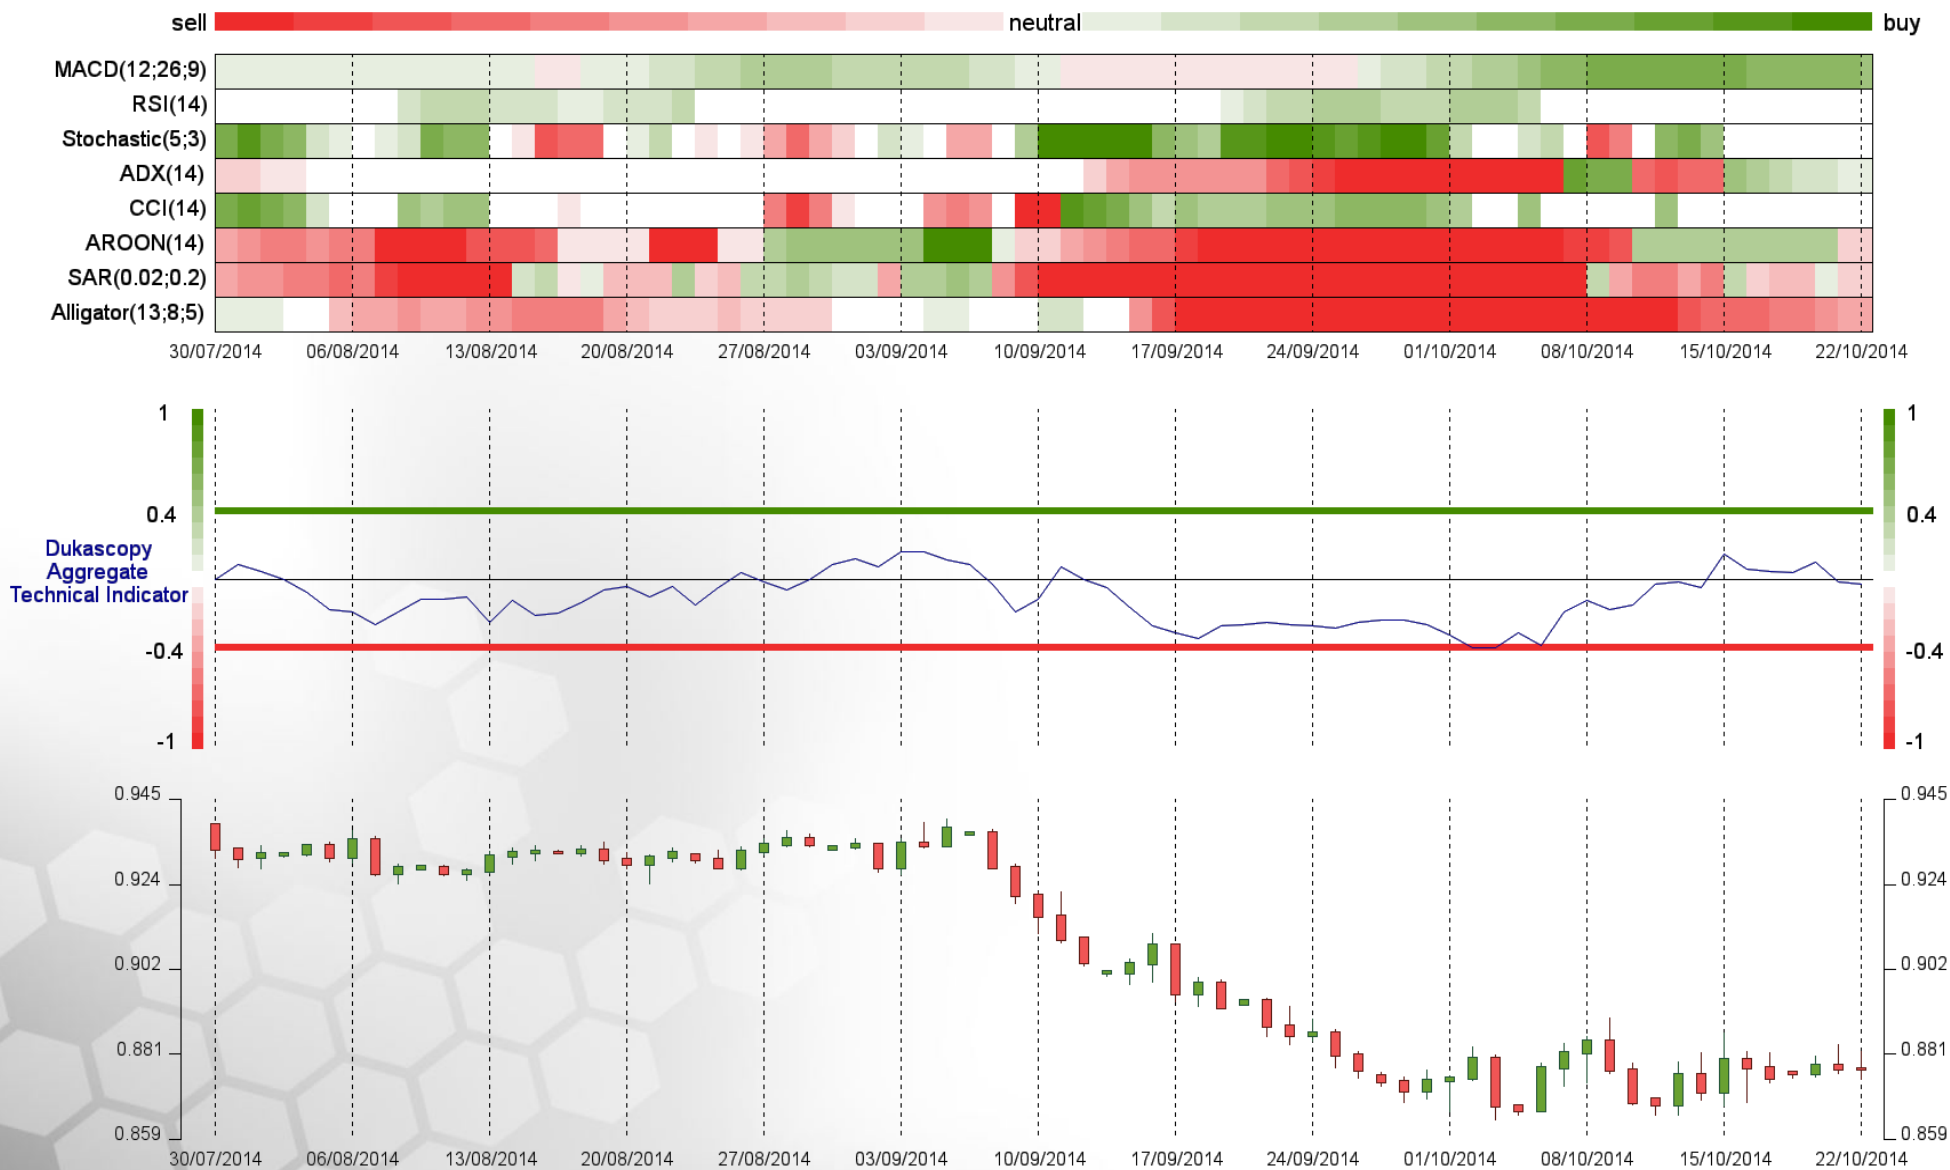 sell neutral buy
MACD(12;26;9)
RSI(14)
Stochastic(5;3)
ADX(14)
CCI(14)
AROON(14)
SAR(0.02;0.2)
Alligator(13;8;5)
30/07/2014 06/08/2014 13/08/2014 20/08/2014 27/08/2014 03/09/2014 10/09/2014 17/09/2014 24/09/2014 01/10/2014 08/10/2014 15/10/2014 22/10/2014
1 1
0.4 0.4
Dukascopy
Aggregate
Technical Indicator
-0.4 -0.4
-1 -1
0.945 0.945
0.924 0.924
0.902 0.902
0.881 0.881
0.859 0.859
30/07/2014 06/08/2014 13/08/2014 20/08/2014 27/08/2014 03/09/2014 10/09/2014 17/09/2014 24/09/2014 01/10/2014 08/10/2014 15/10/2014 22/10/2014